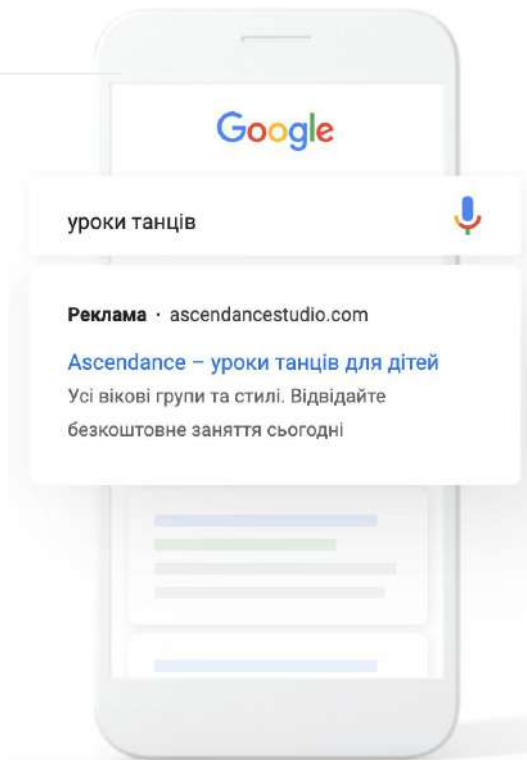 Google
уроки танців
Реклама · ascendancestudio.com
Ascendance – уроки танців для дітей
Усі вікові групи та стилі. Відвідайте
безкоштовне заняття сьогодні